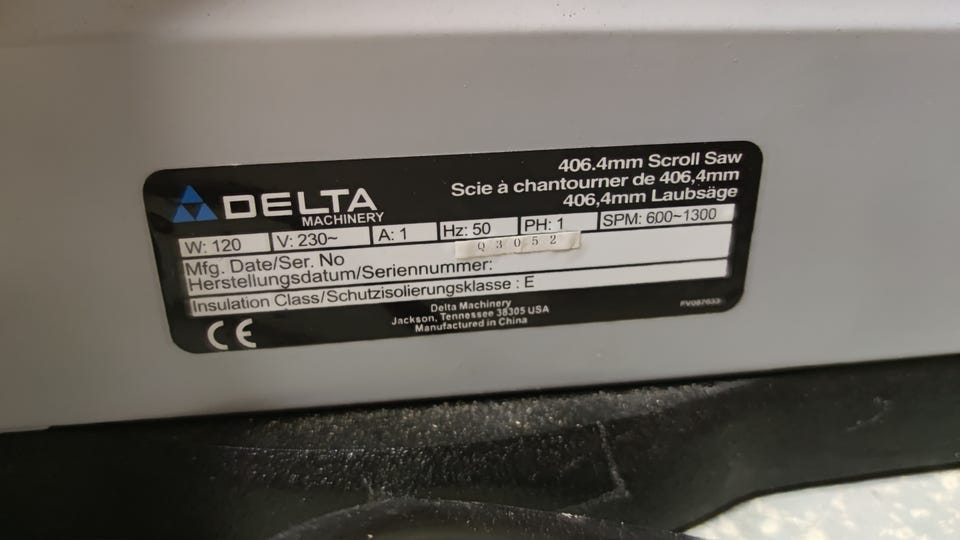 406.4mm Scroll Saw
Scie à chantourner de 406,4mm
406,4mm Laubsäge
DELTA
MACHINERY
W: 120 V: 230~ A: 1 Hz: 50 PH: 1 SPM: 600~1300
Q3052
Mfg. Date/Ser. No
Herstellungsdatum/Seriennummer:
Insulation Class/Schutzisolierungsklasse : E
CE
Delta Machinery
Jackson, Tennessee 38305 USA
Manufactured in China